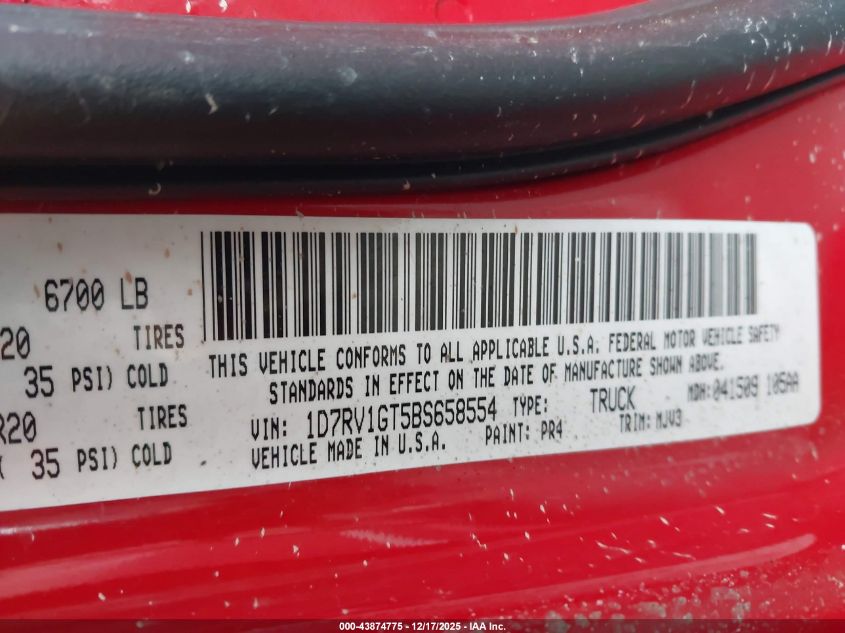 6700 LB
20 TIRES
35 PSI) COLD
R20
( 35 PSI) COLD
THIS VEHICLE CONFORMS TO ALL APPLICABLE U.S.A. FEDERAL MOTOR VEHICLE SAFETY
STANDARDS IN EFFECT ON THE DATE OF MANUFACTURE SHOWN ABOVE.
VIN: 1D7RV1GT5BS658554 TYPE: TRUCK MDH: 041509 105AA
VEHICLE MADE IN U.S.A. PAINT: PR4 TRIM: MJV3
000-43874775 - 12/17/2025 - IAA Inc.